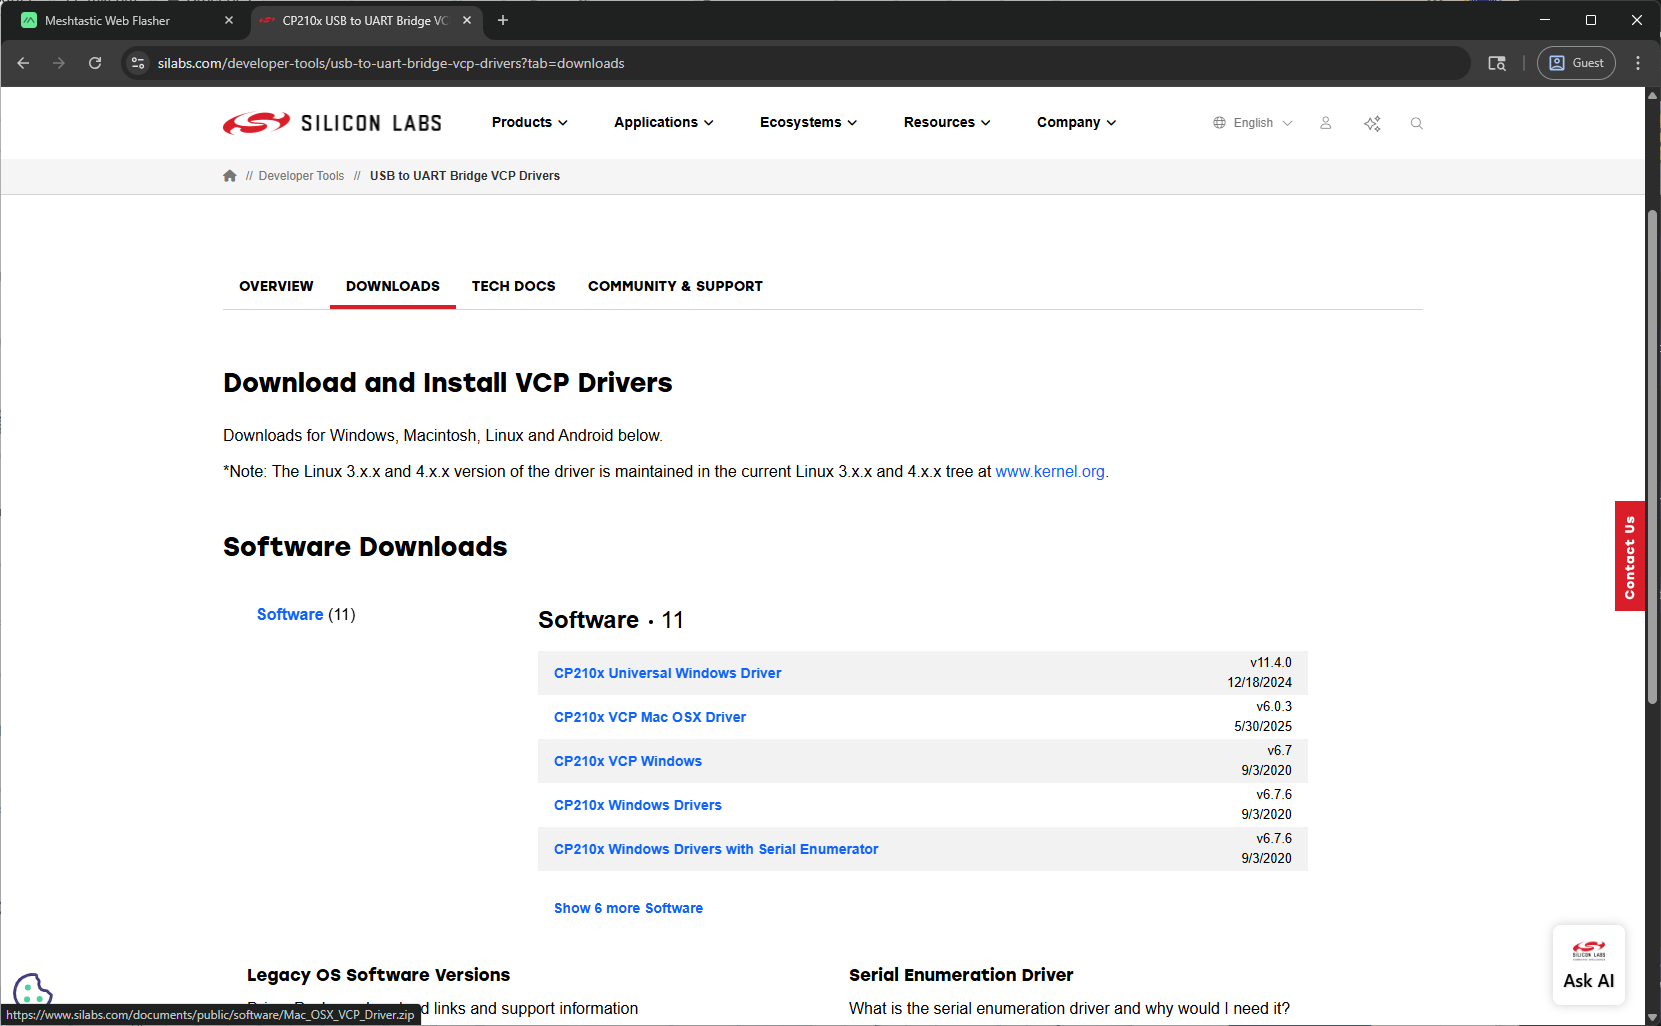 Meshtastic Web Flasher
CP210x USB to UART Bridge VC
silabs.com/developer-tools/usb-to-uart-bridge-vcp-drivers?tab=downloads
Guest
SILICON LABS
Products
Applications
Ecosystems
Resources
Company
English
// Developer Tools // USB to UART Bridge VCP Drivers
OVERVIEW
DOWNLOADS
TECH DOCS
COMMUNITY & SUPPORT
Download and Install VCP Drivers
Downloads for Windows, Macintosh, Linux and Android below.
*Note: The Linux 3.x.x and 4.x.x version of the driver is maintained in the current Linux 3.x.x and 4.x.x tree at www.kernel.org.
Contact Us
Software Downloads
Software (11)
Software · 11
CP210x Universal Windows Driver
v11.4.0
12/18/2024
CP210x VCP Mac OSX Driver
v6.0.3
5/30/2025
CP210x VCP Windows
v6.7
9/3/2020
CP210x Windows Drivers
v6.7.6
9/3/2020
CP210x Windows Drivers with Serial Enumerator
v6.7.6
9/3/2020
Show 6 more Software
SILICON LABS
Ask AI
Legacy OS Software Versions
links and support information
Serial Enumeration Driver
What is the serial enumeration driver and why would I need it?
https://www.silabs.com/documents/public/software/Mac_OSX_VCP_Driver.zip